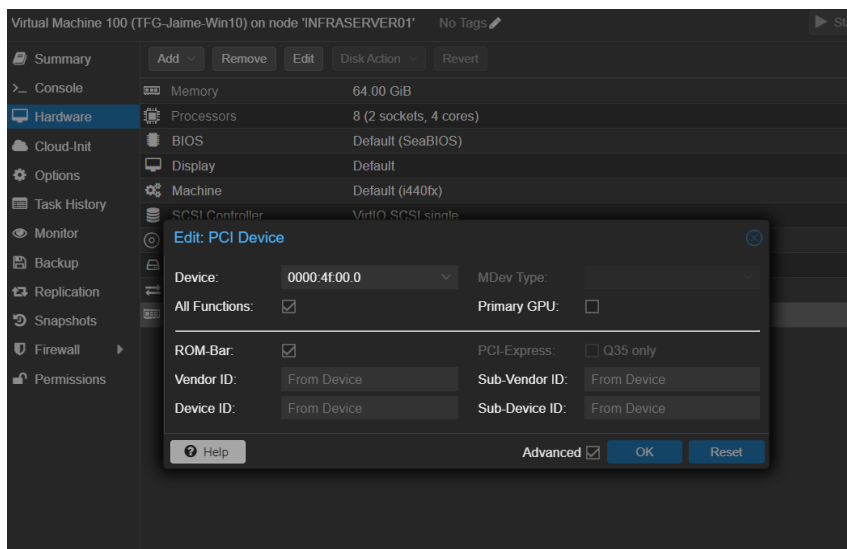 Virtual Machine 100 (TFG-Jaime-Win10) on node 'INFRASERVER01' No Tags
Summary
Console
Hardware
Cloud-Init
Options
Task History
Monitor
Backup
Replication
Snapshots
Firewall
Permissions
Add Remove Edit Disk Action Revert
Memory 64.00 GiB
Processors 8 (2 sockets, 4 cores)
BIOS Default (SeaBIOS)
Display Default
Machine Default (i440fx)
SCSI Controller VirtIO SCSI single
Edit: PCI Device
Device: 0000:4f:00.0 MDev Type:
All Functions: Primary GPU:
ROM-Bar: PCI-Express: Q35 only
Vendor ID: From Device Sub-Vendor ID: From Device
Device ID: From Device Sub-Device ID: From Device
Help Advanced OK Reset